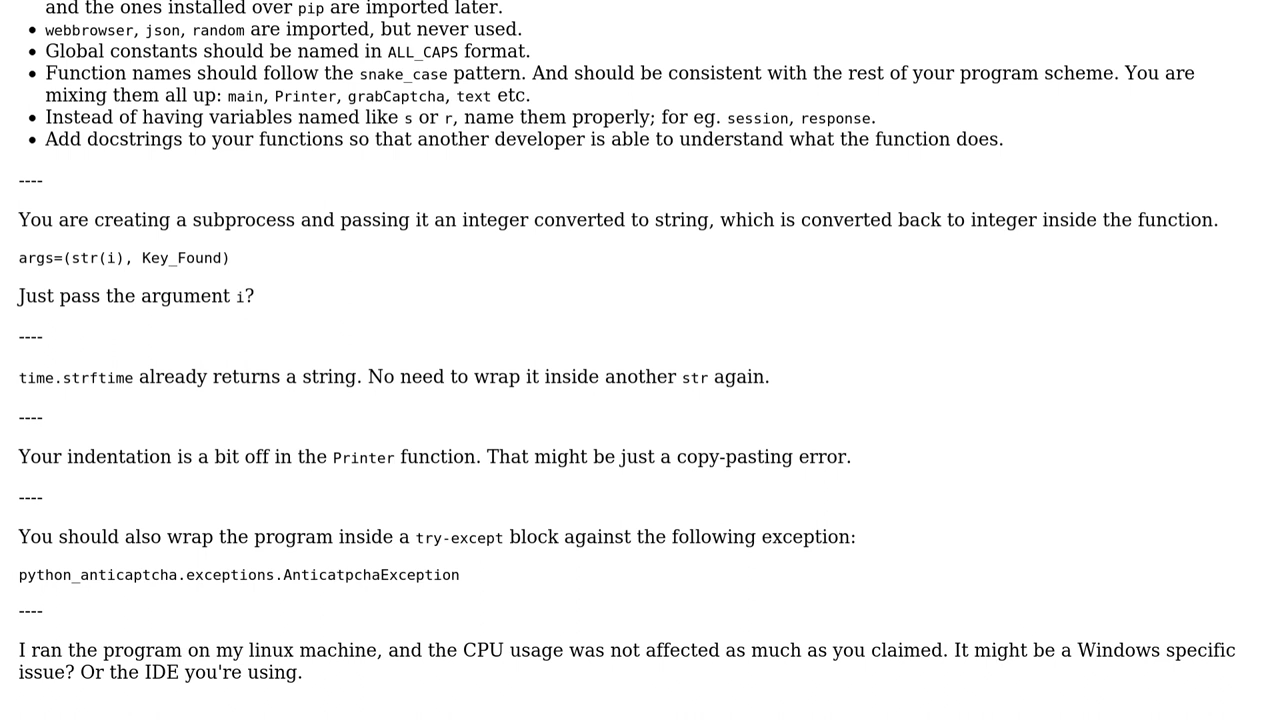 and the ones installed over pip are imported later.
• webbrowser, json, random are imported, but never used.
• Global constants should be named in ALL_CAPS format.
• Function names should follow the snake_case pattern. And should be consistent with the rest of your program scheme. You are
mixing them all up: main, Printer, grabCaptcha, text etc.
• Instead of having variables named like s or r, name them properly; for eg. session, response.
• Add docstrings to your functions so that another developer is able to understand what the function does.
----
You are creating a subprocess and passing it an integer converted to string, which is converted back to integer inside the function.
args=(str(i), Key_Found)
Just pass the argument i?
----
time.strftime already returns a string. No need to wrap it inside another str again.
----
Your indentation is a bit off in the Printer function. That might be just a copy-pasting error.
----
You should also wrap the program inside a try-except block against the following exception:
python_anticaptcha.exceptions.AnticatpchaException
----
I ran the program on my linux machine, and the CPU usage was not affected as much as you claimed. It might be a Windows specific
issue? Or the IDE you're using.